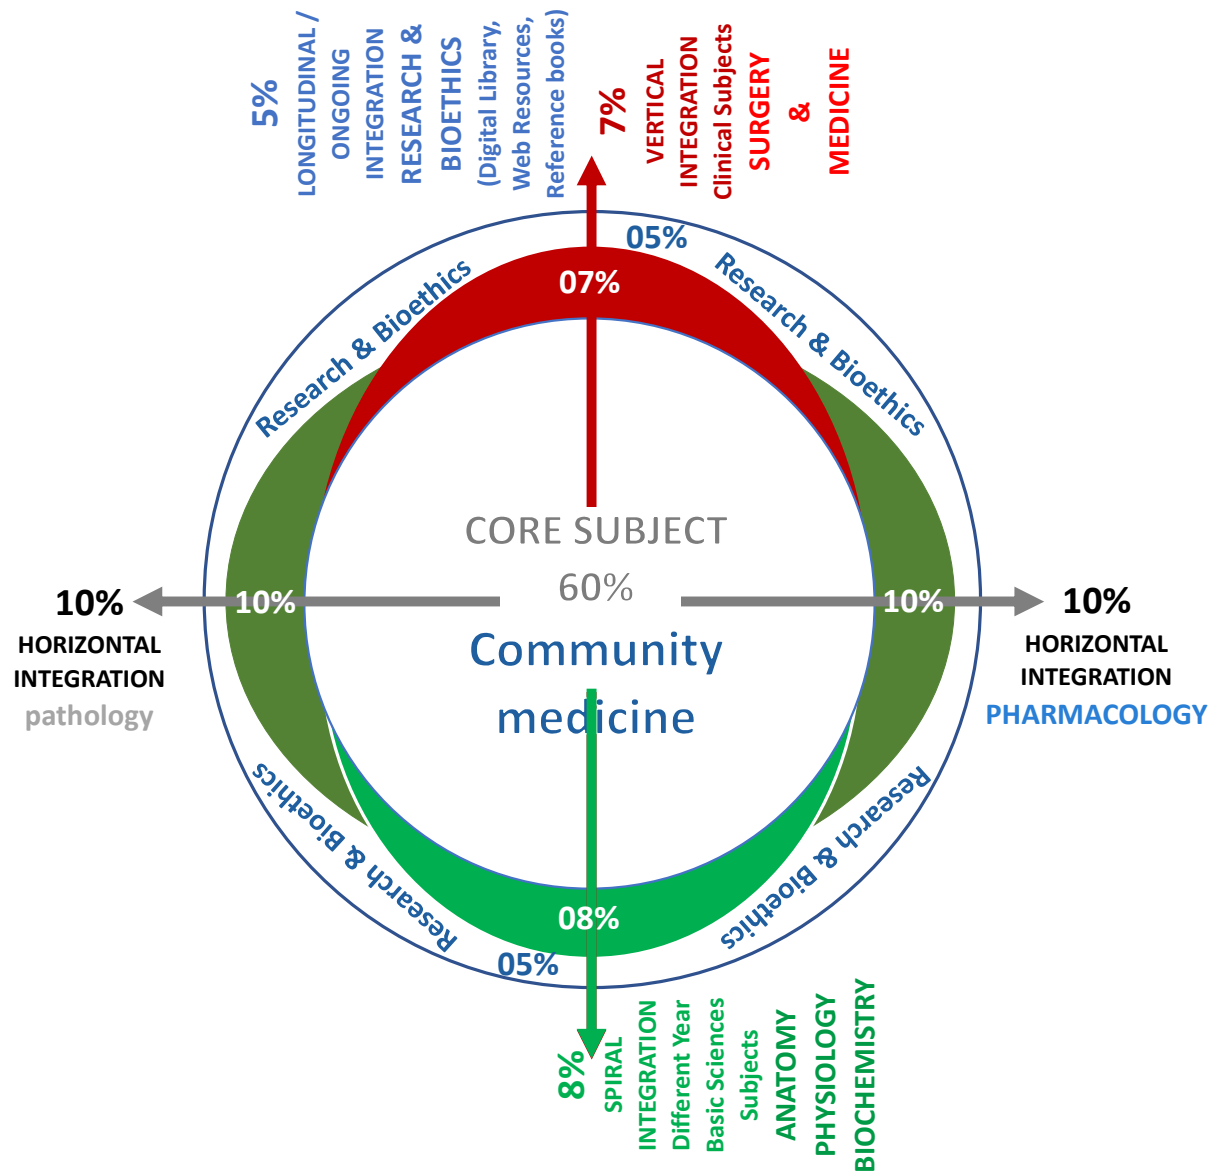 5%
LONGITUDINAL /
ONGOING
INTEGRATION
RESEARCH &
BIOETHICS
(Digital Library,
Web Resources,
Reference books)
7%
VERTICAL
INTEGRATION
Clinical Subjects
SURGERY
&
MEDICINE
05%
Research & Bioethics
Research & Bioethics
07%
CORE SUBJECT
60%
Community
medicine
10%
HORIZONTAL
INTEGRATION
pathology
10%
10%
10%
HORIZONTAL
INTEGRATION
PHARMACOLOGY
Research & Bioethics
Research & Bioethics
08%
05%
8%
SPIRAL
INTEGRATION
Different Year
Basic Sciences
Subjects
ANATOMY
PHYSIOLOGY
BIOCHEMISTRY